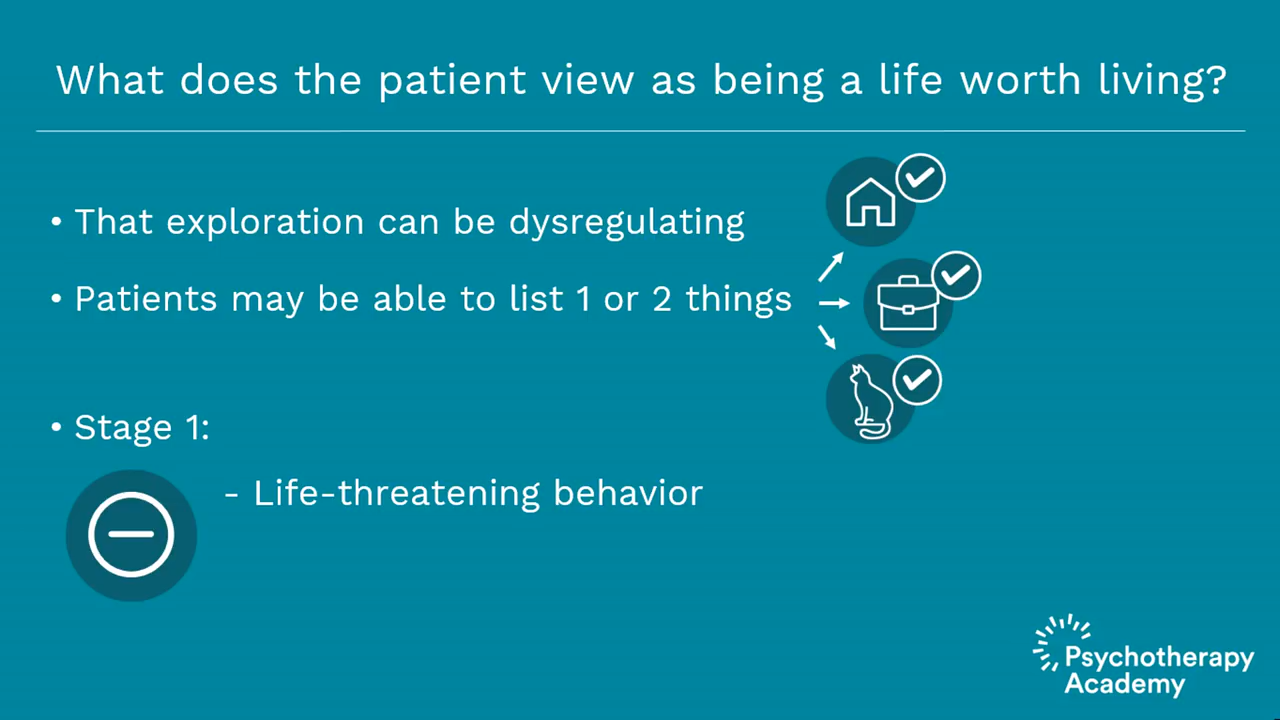 What does the patient view as being a life worth living?
• That exploration can be dysregulating
• Patients may be able to list 1 or 2 things
• Stage 1:
- Life-threatening behavior
Psychotherapy
Academy